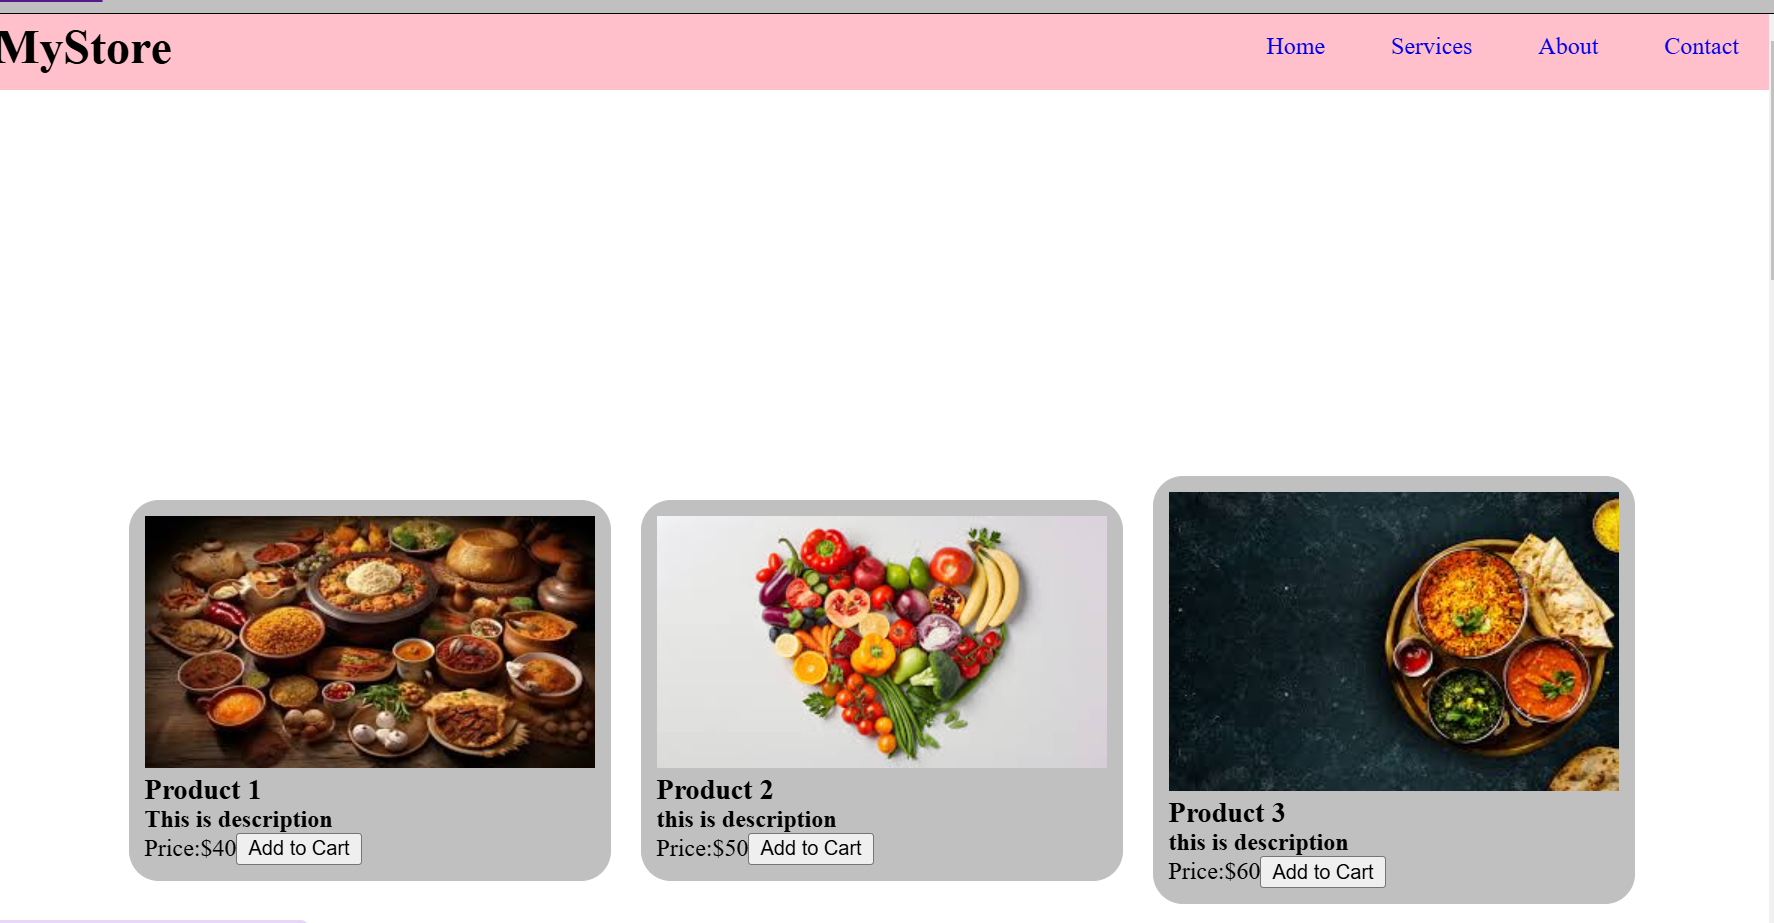 MyStore
Home Services About Contact
Product 1
This is description
Price:$40 Add to Cart
Product 2
this is description
Price:$50 Add to Cart
Product 3
this is description
Price:$60 Add to Cart